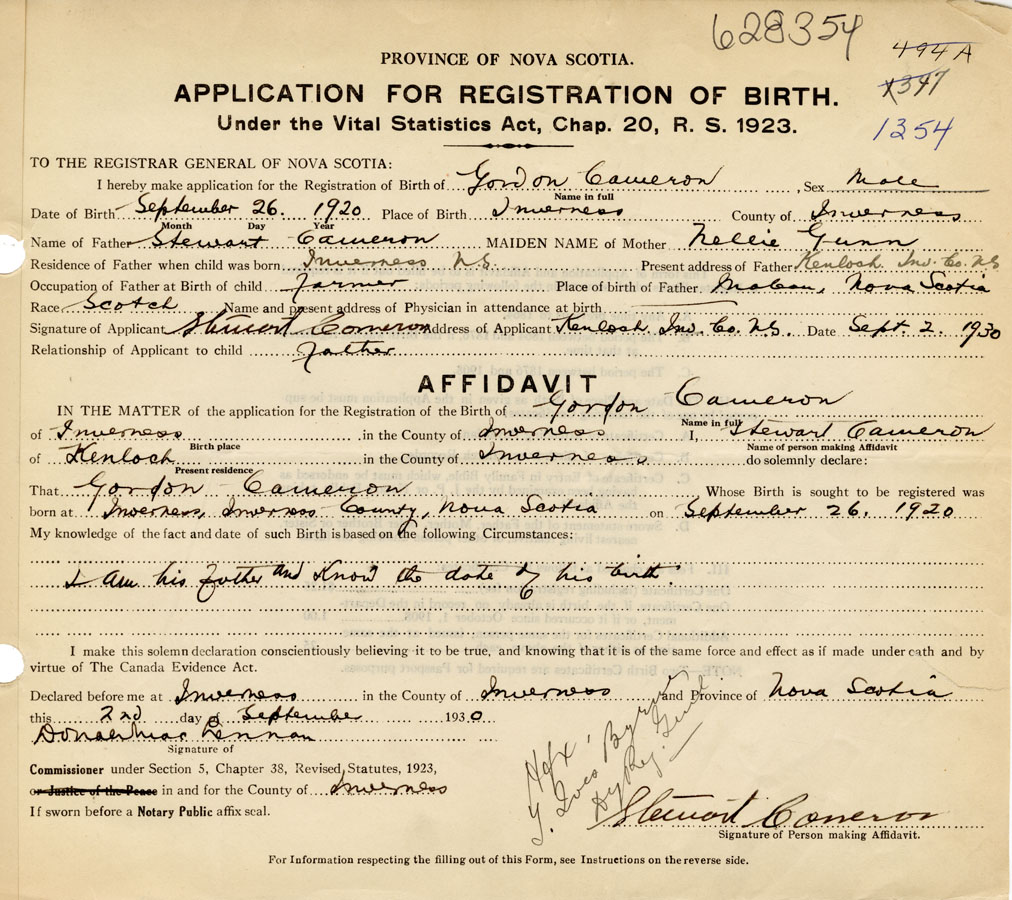 628354
494A
1397
1354
PROVINCE OF NOVA SCOTIA.
APPLICATION FOR REGISTRATION OF BIRTH.
Under the Vital Statistics Act, Chap. 20, R. S. 1923.
TO THE REGISTRAR GENERAL OF NOVA SCOTIA:
I hereby make application for the Registration of Birth of Gordon Cameron, Sex Male
Name in full
Date of Birth September 26. 1920 Place of Birth Inverness County of Inverness
Month Day Year
Name of Father Stewart Cameron MAIDEN NAME of Mother Nellie Gunn
Residence of Father when child was born Inverness N.S. Present address of Father Kenloch Inv. Co. N.S
Occupation of Father at Birth of child farmer Place of birth of Father Mabou, Nova Scotia
Race Scotch Name and present address of Physician in attendance at birth
Signature of Applicant Stewart Cameron Address of Applicant Kenloch Inv. Co. N.S. Date Sept. 2. 1930
Relationship of Applicant to child father
AFFIDAVIT
IN THE MATTER of the application for the Registration of the Birth of Gordon Cameron
Name in full
of Inverness in the County of Inverness I, Stewart Cameron
Birth place Name of person making Affidavit
of Kenloch in the County of Inverness do solemnly declare:
Present residence
That Gordon Cameron Whose Birth is sought to be registered was
born at Inverness, Inverness County, Nova Scotia on September 26. 1920
My knowledge of the fact and date of such Birth is based on the following Circumstances:
I am his father and know the date of his birth.
I make this solemn declaration conscientiously believing it to be true, and knowing that it is of the same force and effect as if made under oath and by
virtue of The Canada Evidence Act.
Declared before me at Inverness in the County of Inverness and Province of Nova Scotia
this 2nd day of September 1930
Donald MacLennan
Signature of
Commissioner under Section 5, Chapter 38, Revised Statutes, 1923,
or Justice of the Peace in and for the County of Inverness
If sworn before a Notary Public affix seal.
Hfx
Byron
Dy Reg. Genl
Stewart Cameron
Signature of Person making Affidavit.
For Information respecting the filling out of this Form, see Instructions on the reverse side.